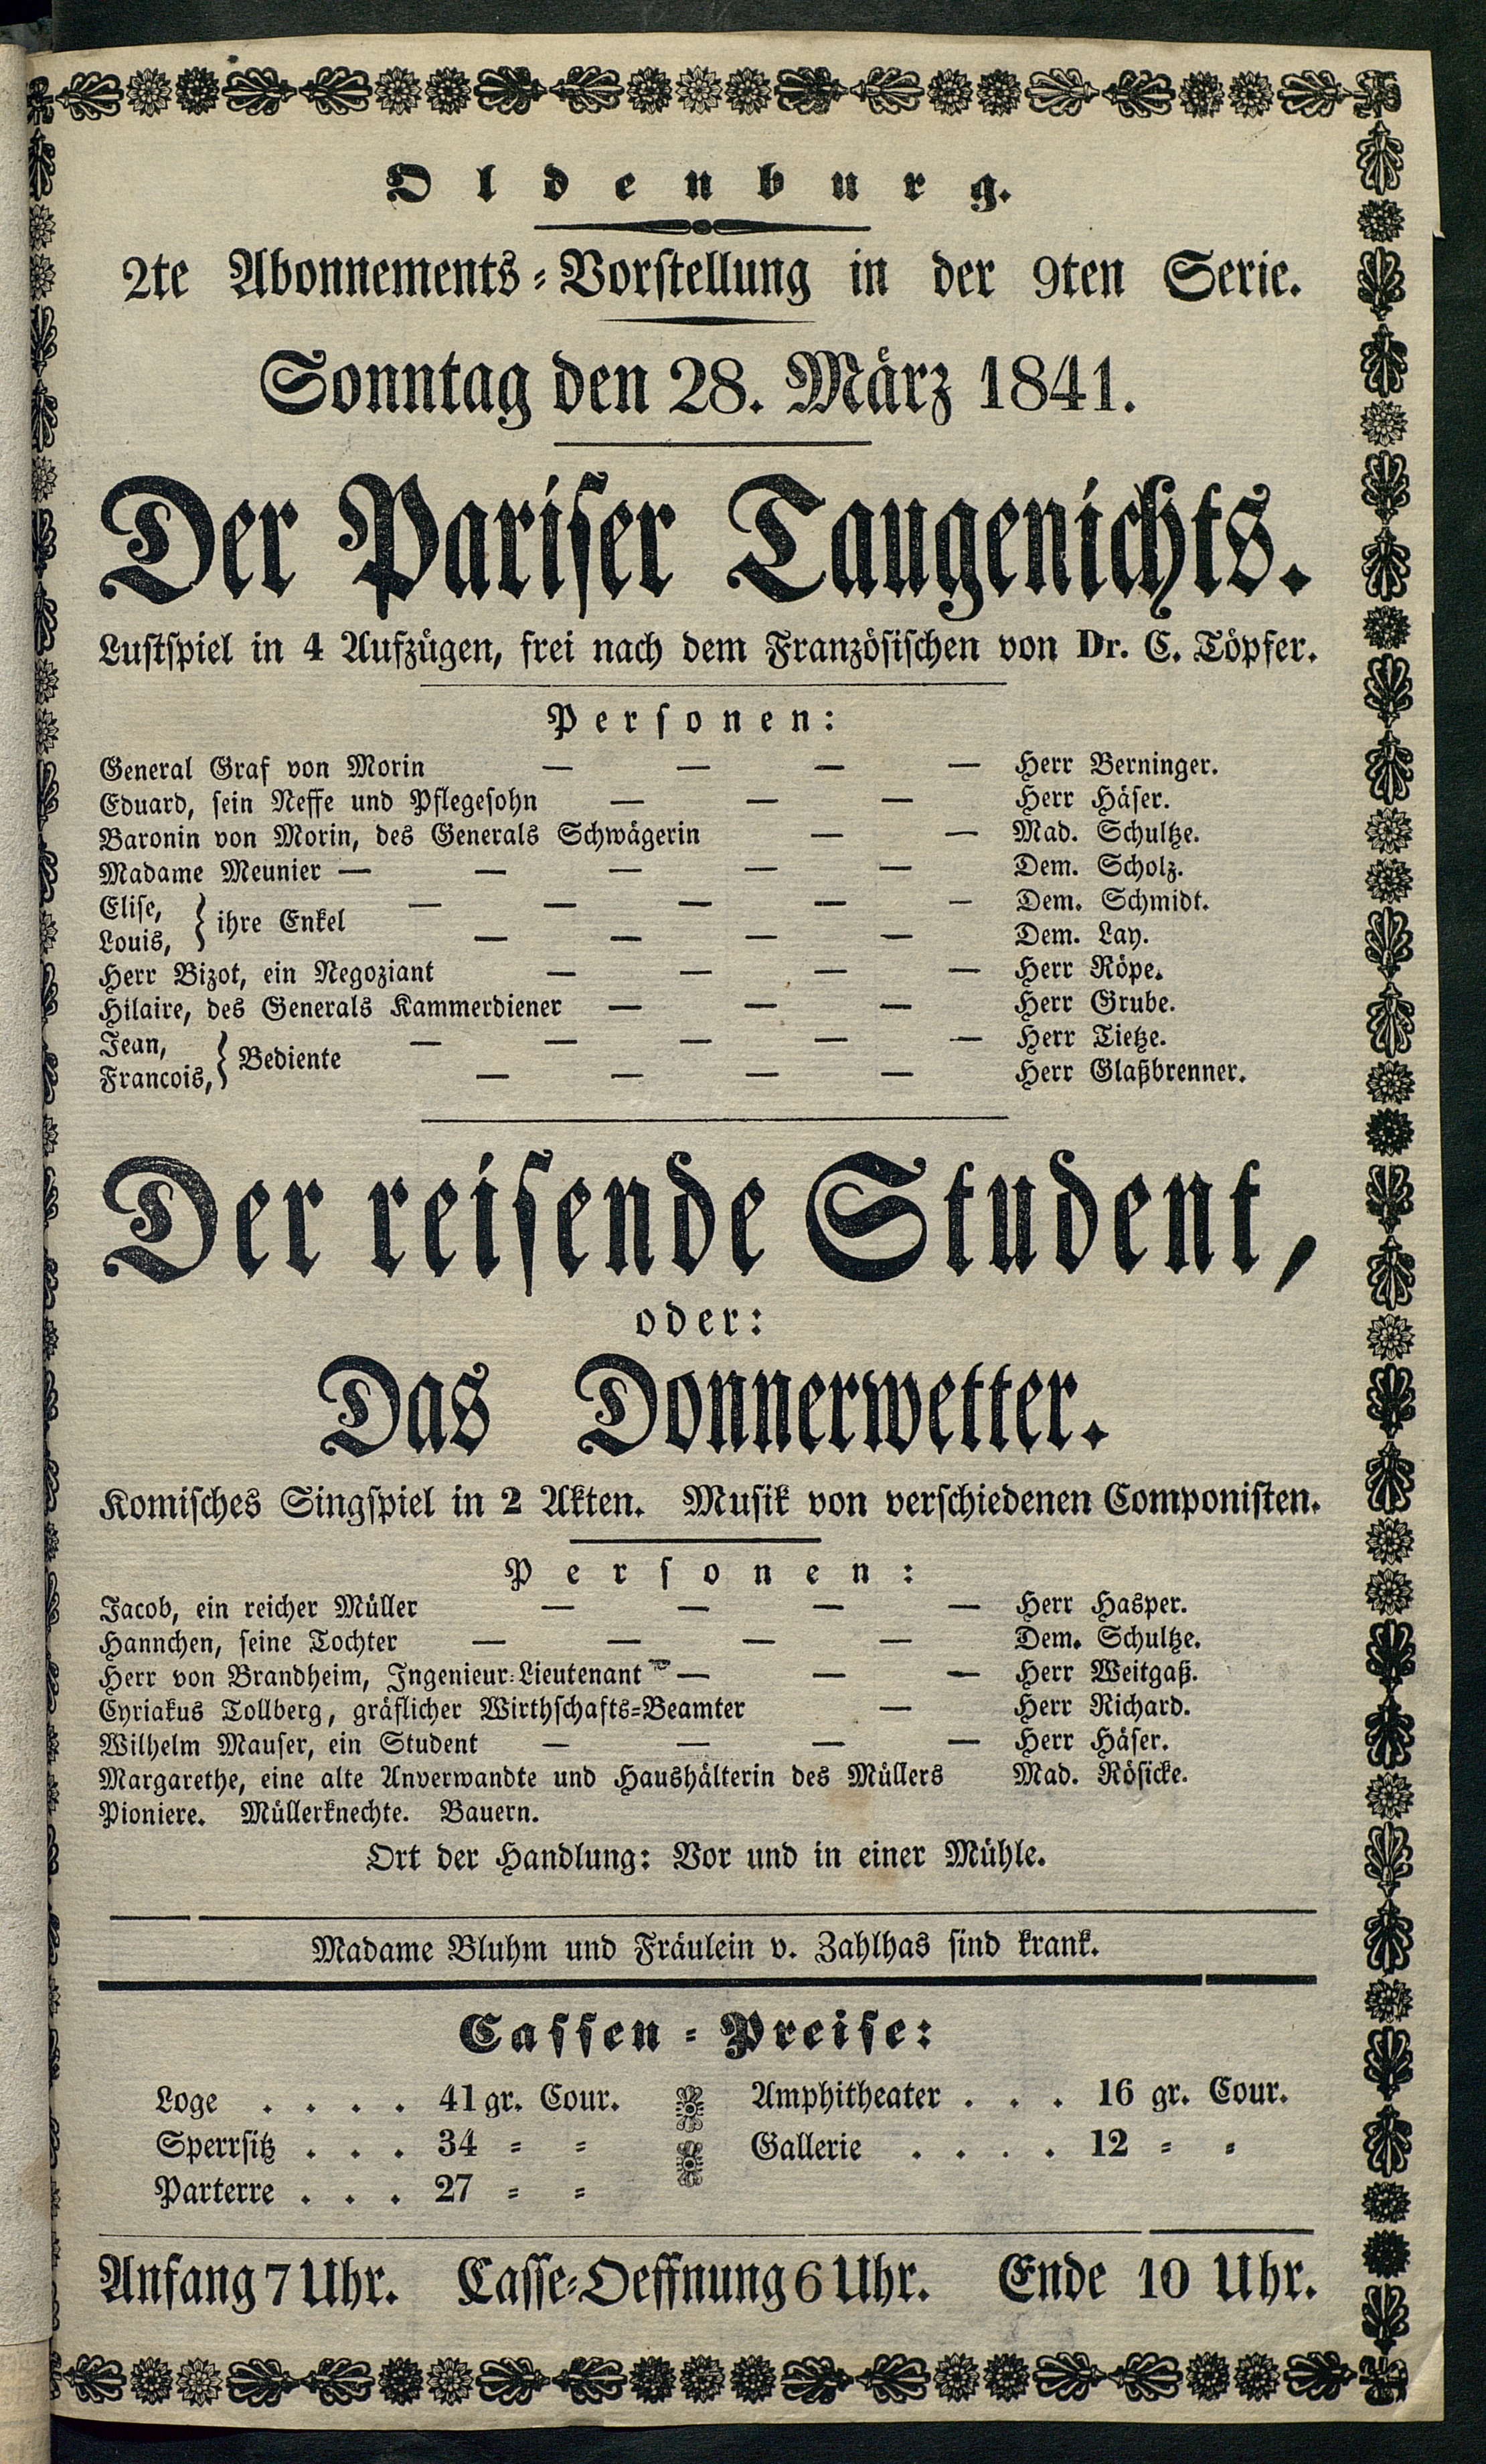 Oldenburg.
2te Abonnements-Vorstellung in der 9ten Serie.
Sonntag den 28. März 1841.
Der Pariser Taugenichts.
Lustspiel in 4 Aufzügen, frei nach dem Französischen von Dr. C. Töpfer.
Personen:
General Graf von Morin — — — — Herr Berninger.
Eduard, sein Neffe und Pflegesohn — — — Herr Häser.
Baronin von Morin, des Generals Schwägerin — — Mad. Schultze.
Madame Meunier — — — — — Dem. Scholz.
Elise, } ihre Enkel — — — — — Dem. Schmidt.
Louis, — — — — Dem. Lay.
Herr Bizot, ein Negoziant — — — — Herr Röpe.
Hilaire, des Generals Kammerdiener — — — Herr Grube.
Jean, } Bediente — — — — — Herr Tietze.
Francois, — — — — Herr Glaßbrenner.
Der reisende Student,
oder:
Das Donnerwetter.
Komisches Singspiel in 2 Akten. Musik von verschiedenen Componisten.
Personen:
Jacob, ein reicher Müller — — — — Herr Hasper.
Hannchen, seine Tochter — — — — Dem. Schultze.
Herr von Brandheim, Ingenieur-Lieutenant — — — Herr Weitgaß.
Cyriakus Tollberg, gräflicher Wirthschafts-Beamter — Herr Richard.
Wilhelm Mauser, ein Student — — — — Herr Häser.
Margarethe, eine alte Anverwandte und Haushälterin des Müllers Mad. Rösicke.
Pioniere. Müllerknechte. Bauern.
Ort der Handlung: Vor und in einer Mühle.
Madame Bluhm und Fräulein v. Zahlhas sind krank.
Cassen-Preise:
Loge . . . . 41 gr. Cour. Amphitheater . . . 16 gr. Cour.
Sperrsitz . . . 34 = = Gallerie . . . . 12 = =
Parterre . . . 27 = =
Anfang 7 Uhr. Casse-Oeffnung 6 Uhr. Ende 10 Uhr.